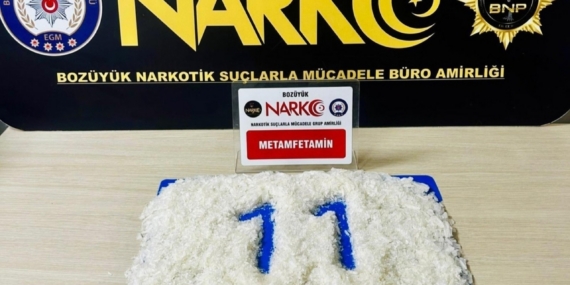 NARKO
EGM
BNP
BOZÜYÜK NARKOTİK SUÇLARLA MÜCADELE BÜRO AMİRLİĞİ
BOZÜYÜK
NARKO
NARKOTİK SUÇLARLA MÜCADELE GRUP AMİRLİĞİ
METAMFETAMİN
11